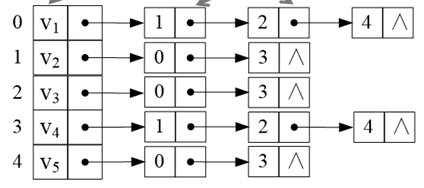 0 v1 1 2 4 ∧
1 v2 0 3 ∧
2 v3 0 3 ∧
3 v4 1 2 4 ∧
4 v5 0 3 ∧